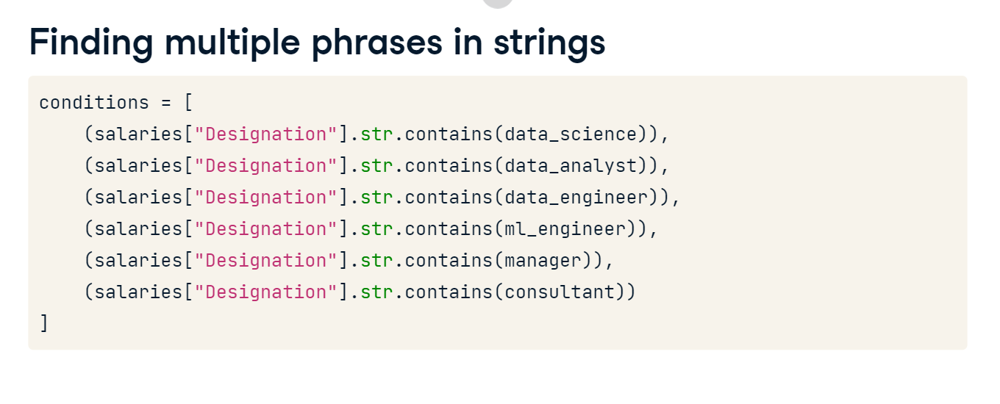 Finding multiple phrases in strings
conditions = [
    (salaries["Designation"].str.contains(data_science)),
    (salaries["Designation"].str.contains(data_analyst)),
    (salaries["Designation"].str.contains(data_engineer)),
    (salaries["Designation"].str.contains(ml_engineer)),
    (salaries["Designation"].str.contains(manager)),
    (salaries["Designation"].str.contains(consultant))
]